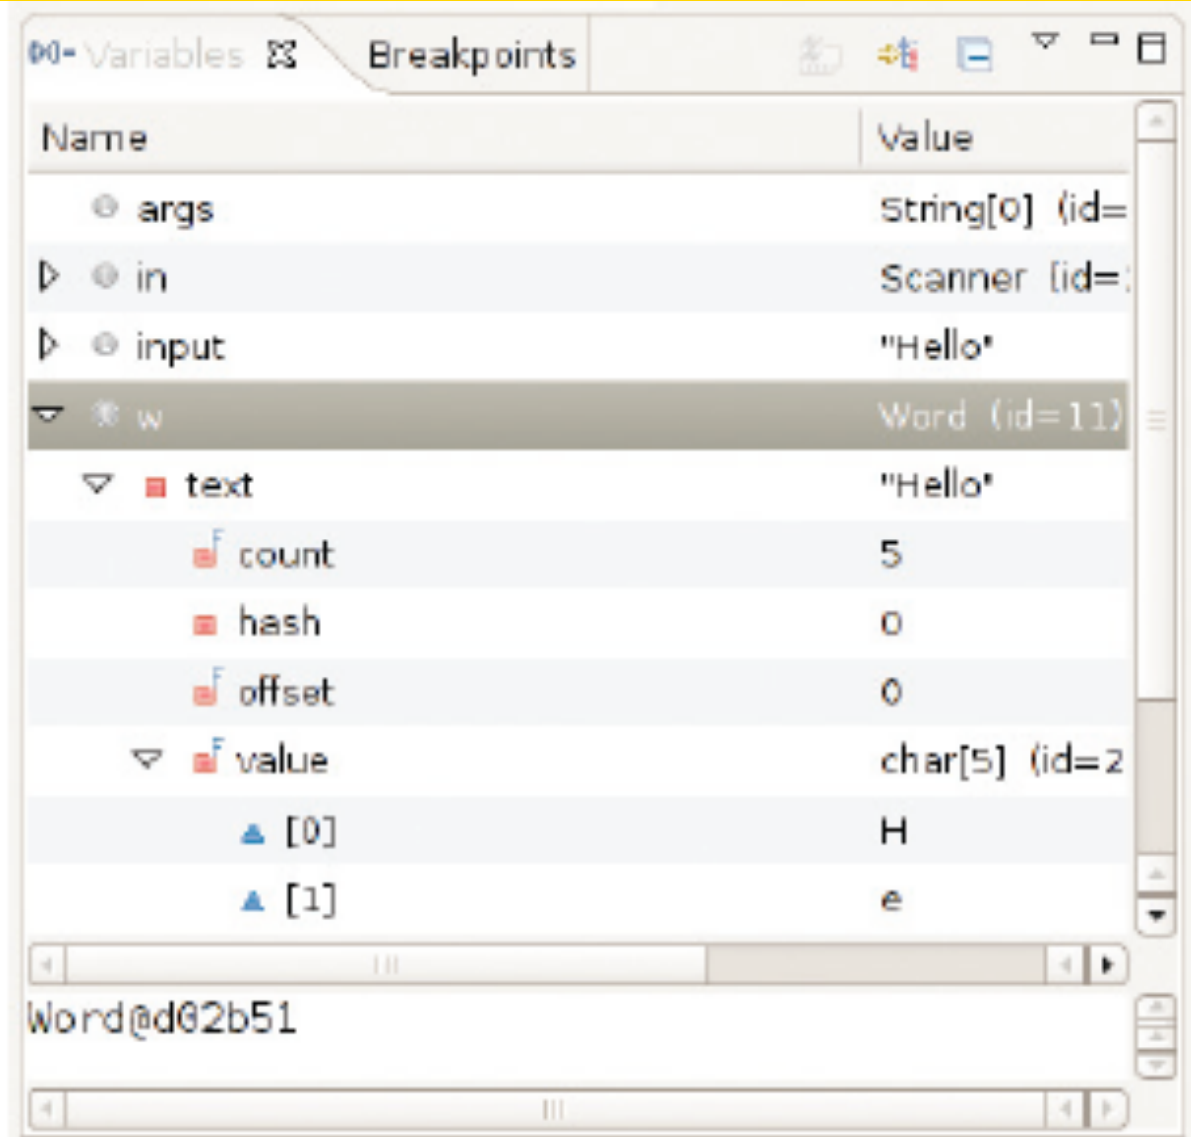 (x)= Variables Breakpoints
Name Value
args String[0] (id=
in Scanner (id=
input "Hello"
w Word (id=11)
text "Hello"
F count 5
hash 0
F offset 0
F value char[5] (id=2
[0] H
[1] e
Word@d02b51